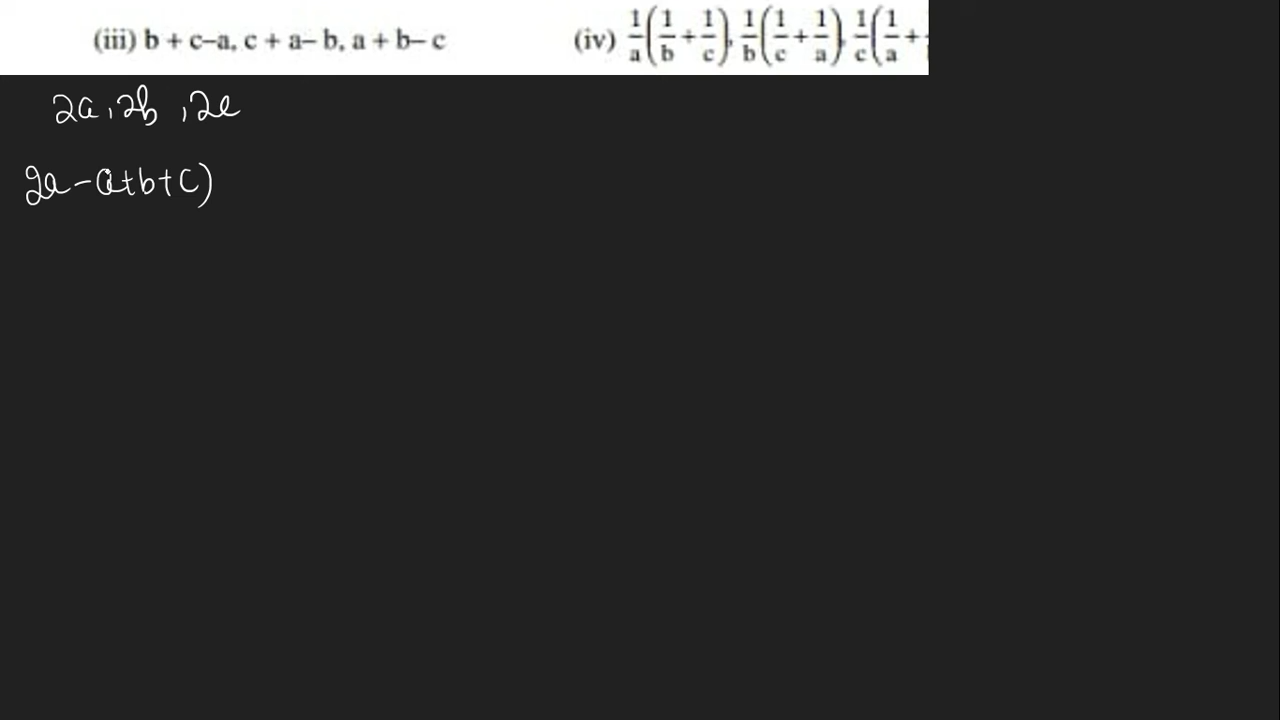 (iii) b + c–a, c + a– b, a + b– c (iv) 1/a(1/b + 1/c), 1/b(1/c + 1/a), 1/c(1/a +
2a, 2b, 2c
2a - a+b+c)